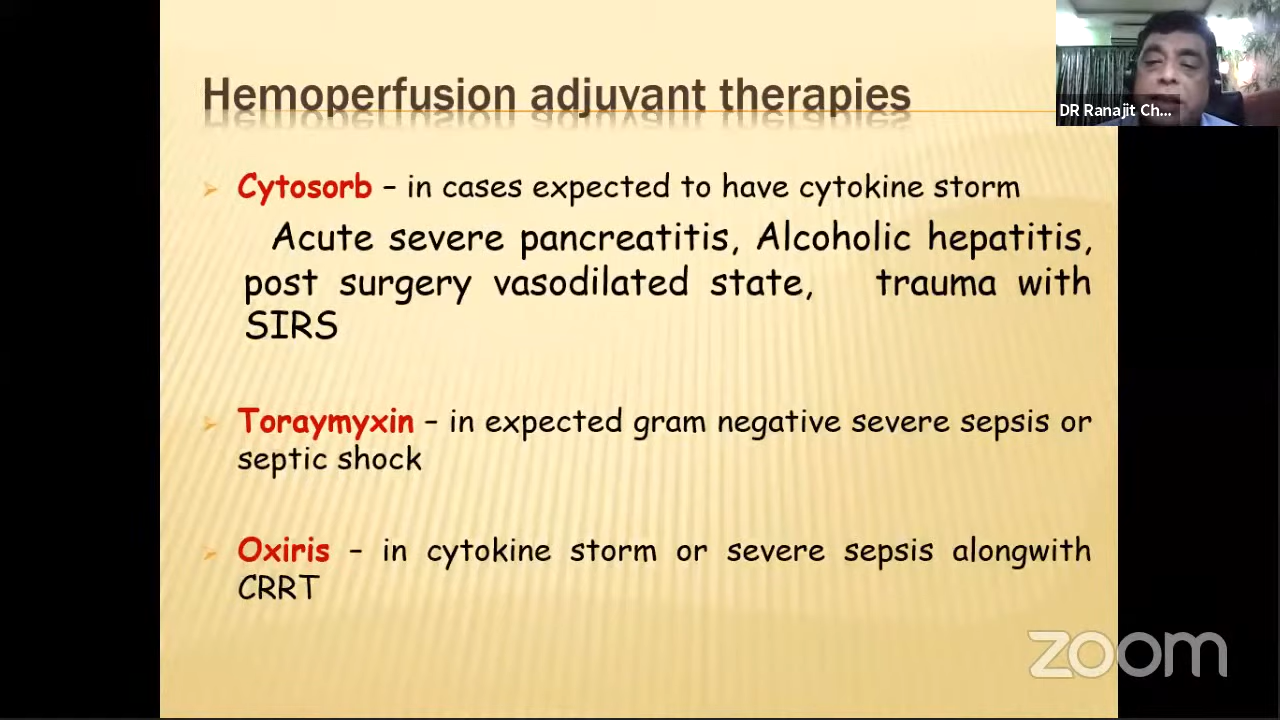 Hemoperfusion adjuvant therapies
DR Ranajit Ch...
Cytosorb – in cases expected to have cytokine storm
Acute severe pancreatitis, Alcoholic hepatitis,
post surgery vasodilated state, trauma with
SIRS
Toraymyxin – in expected gram negative severe sepsis or
septic shock
Oxiris – in cytokine storm or severe sepsis alongwith
CRRT
zoom